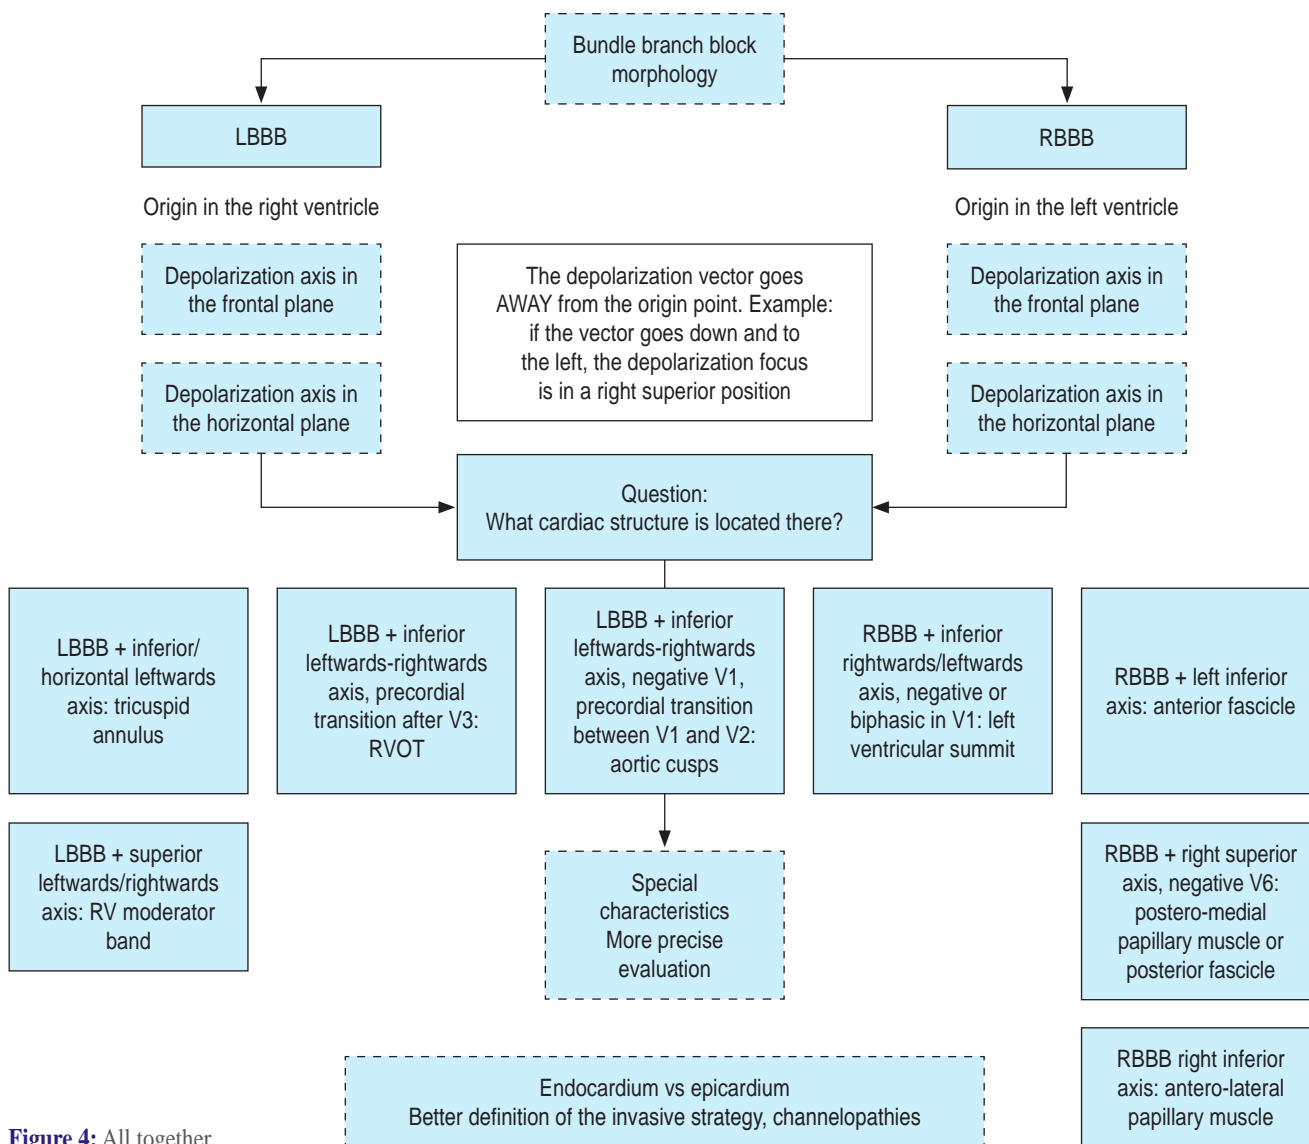 Bundle branch block
morphology
LBBB
RBBB
Origin in the right ventricle
Origin in the left ventricle
Depolarization axis in
the frontal plane
The depolarization vector goes
AWAY from the origin point. Example:
if the vector goes down and to
the left, the depolarization focus
is in a right superior position
Depolarization axis in
the frontal plane
Depolarization axis in
the horizontal plane
Depolarization axis in
the horizontal plane
Question:
What cardiac structure is located there?
LBBB + inferior/
horizontal leftwards
axis: tricuspid
annulus
LBBB + inferior
leftwards-rightwards
axis, precordial
transition after V3:
RVOT
LBBB + inferior
leftwards-rightwards
axis, negative V1,
precordial transition
between V1 and V2:
aortic cusps
RBBB + inferior
rightwards/leftwards
axis, negative or
biphasic in V1: left
ventricular summit
RBBB + left inferior
axis: anterior fascicle
LBBB + superior
leftwards/rightwards
axis: RV moderator
band
Special
characteristics
More precise
evaluation
RBBB + right superior
axis, negative V6:
postero-medial
papillary muscle or
posterior fascicle
RBBB right inferior
axis: antero-lateral
papillary muscle
Endocardium vs epicardium
Better definition of the invasive strategy, channelopathies
Figure 4: All together